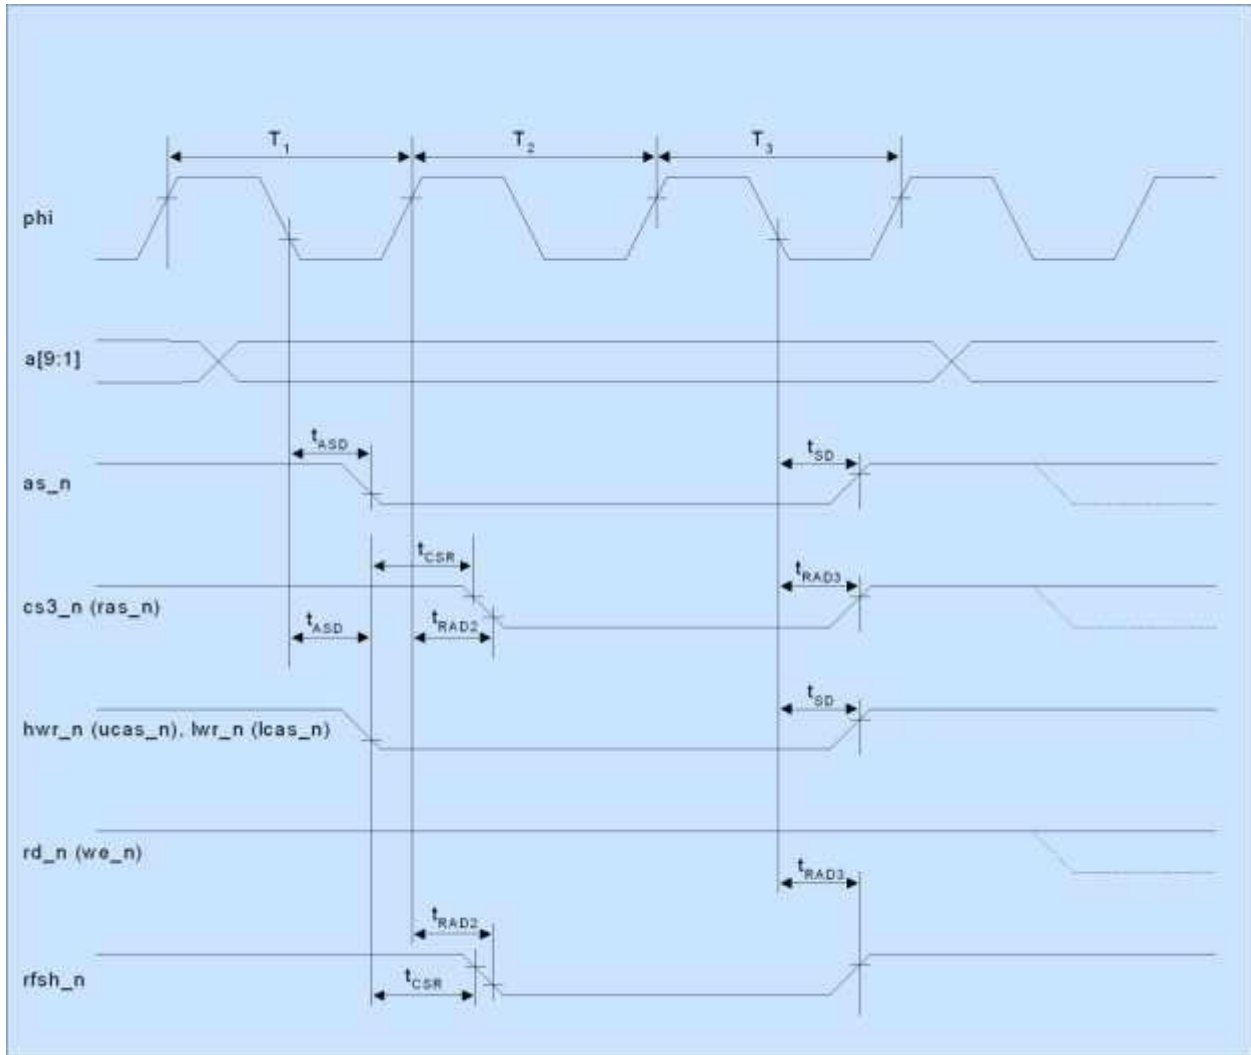 T1 T2 T3
phi
a[9:1]
tASD tSD
as_n
tCSR tRAD3
cs3_n (ras_n)
tASD tRAD2
tSD
hwr_n (ucas_n), lwr_n (lcas_n)
rd_n (we_n)
tRAD3
tRAD2
rfsh_n
tCSR